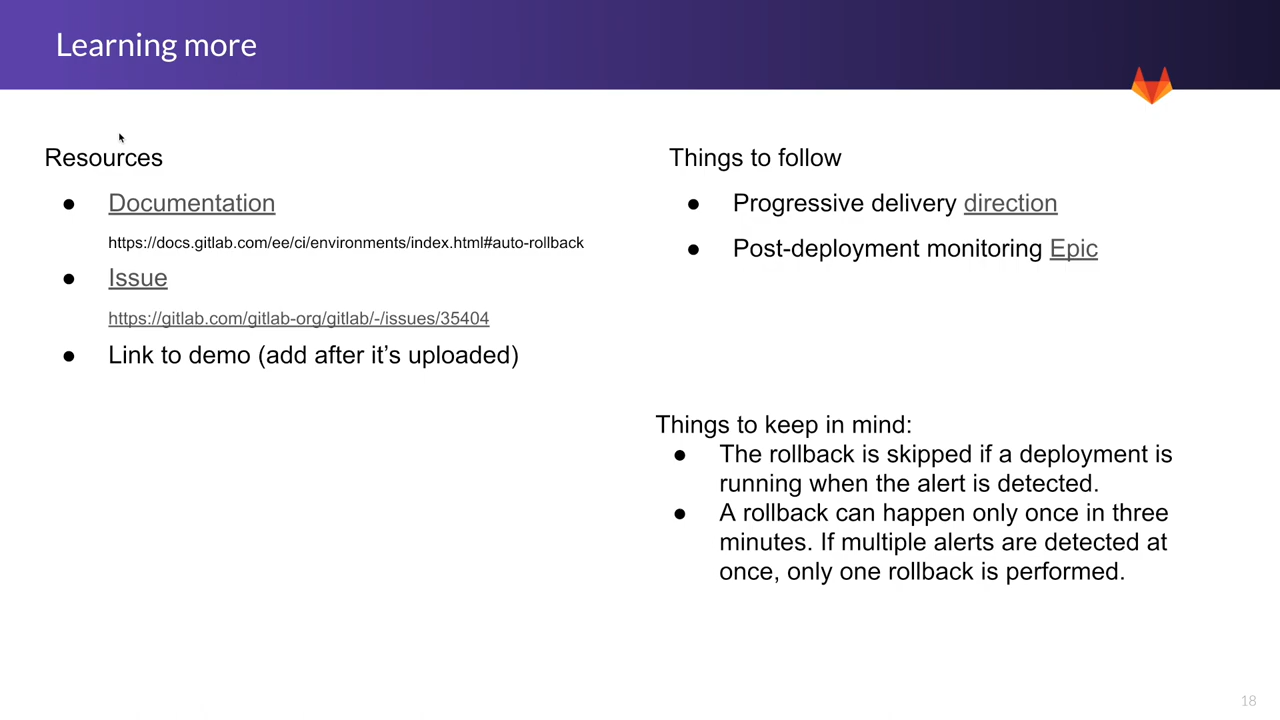 Learning more
Resources
● Documentation
https://docs.gitlab.com/ee/ci/environments/index.html#auto-rollback
● Issue
https://gitlab.com/gitlab-org/gitlab/-/issues/35404
● Link to demo (add after it’s uploaded)
Things to follow
● Progressive delivery direction
● Post-deployment monitoring Epic
Things to keep in mind:
● The rollback is skipped if a deployment is
running when the alert is detected.
● A rollback can happen only once in three
minutes. If multiple alerts are detected at
once, only one rollback is performed.
18